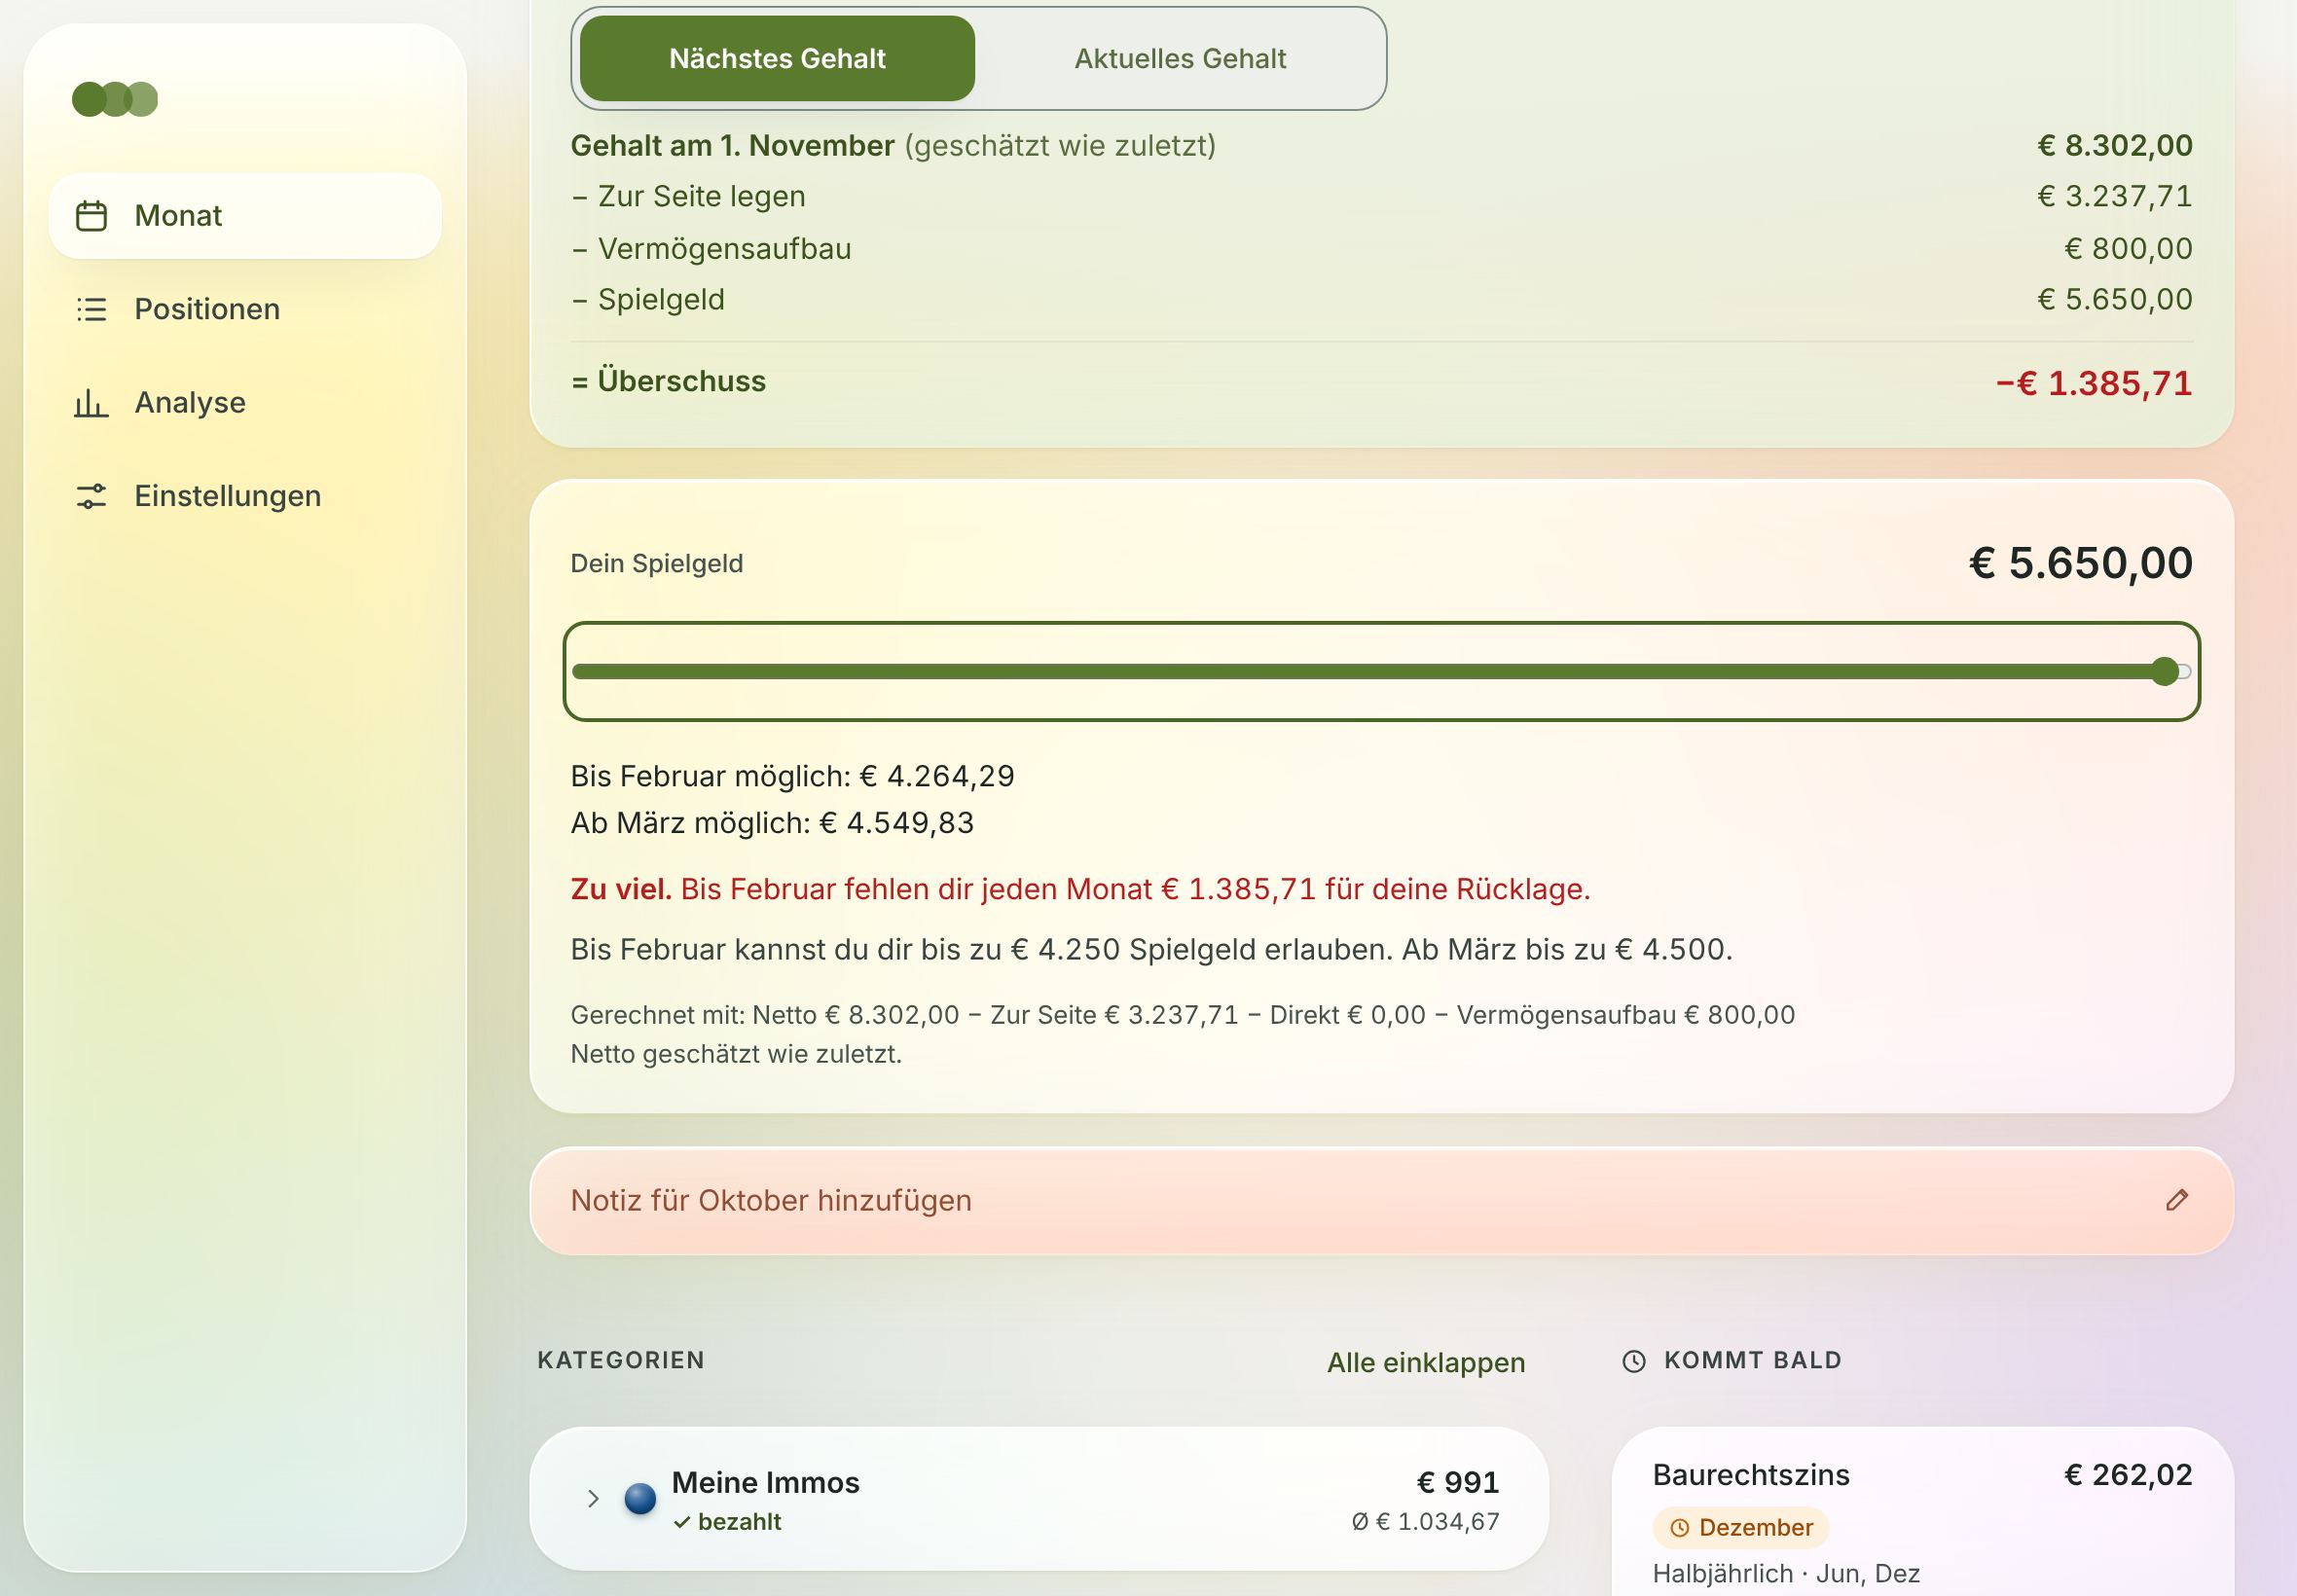 Nächstes Gehalt
Aktuelles Gehalt
Gehalt am 1. November (geschätzt wie zuletzt) € 8.302,00
– Zur Seite legen € 3.237,71
– Vermögensaufbau € 800,00
– Spielgeld € 5.650,00
= Überschuss –€ 1.385,71
Monat
Positionen
Analyse
Einstellungen
Dein Spielgeld € 5.650,00
Bis Februar möglich: € 4.264,29
Ab März möglich: € 4.549,83
Zu viel. Bis Februar fehlen dir jeden Monat € 1.385,71 für deine Rücklage.
Bis Februar kannst du dir bis zu € 4.250 Spielgeld erlauben. Ab März bis zu € 4.500.
Gerechnet mit: Netto € 8.302,00 – Zur Seite € 3.237,71 – Direkt € 0,00 – Vermögensaufbau € 800,00
Netto geschätzt wie zuletzt.
Notiz für Oktober hinzufügen
KATEGORIEN
Alle einklappen
Meine Immos € 991
✓ bezahlt Ø € 1.034,67
KOMMT BALD
Baurechtszins € 262,02
Dezember
Halbjährlich · Jun, Dez